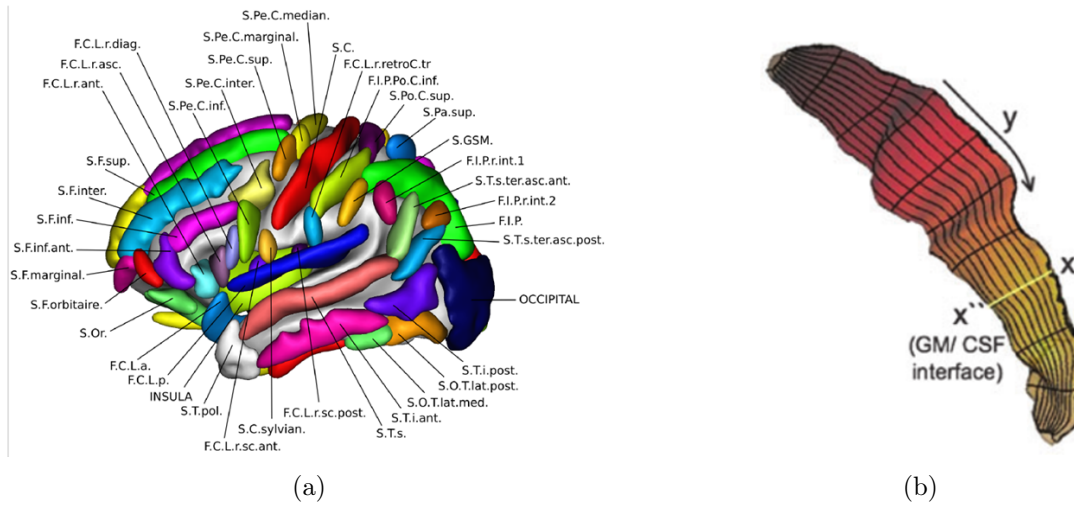 S.Pe.C.median.
S.Pe.C.marginal.
F.C.L.r.diag.
S.C.
S.Pe.C.sup.
F.C.L.r.asc.
F.C.L.r.retroC.tr
S.Pe.C.inter.
F.C.L.r.ant.
F.I.P.Po.C.inf.
S.Pe.C.inf.
S.Po.C.sup.
S.Pa.sup.
S.GSM.
S.F.sup.
F.I.P.r.int.1
S.F.inter.
S.T.s.ter.asc.ant.
F.I.P.r.int.2
S.F.inf.
F.I.P.
S.T.s.ter.asc.post.
S.F.inf.ant.
S.F.marginal.
S.F.orbitaire.
OCCIPITAL
S.Or.
F.C.L.a.
S.T.i.post.
F.C.L.p.
S.O.T.lat.post.
INSULA
S.O.T.lat.med.
S.T.pol.
F.C.L.r.sc.post.
S.T.i.ant.
S.C.sylvian.
S.T.s.
F.C.L.r.sc.ant.
(a)
y
x
x``
(GM/ CSF
interface)
(b)